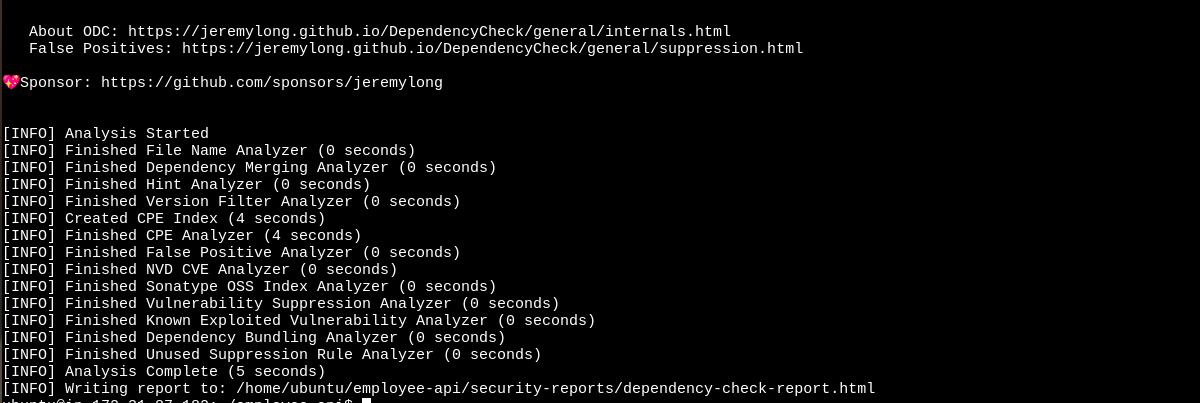 About ODC: https://jeremylong.github.io/DependencyCheck/general/internals.html
False Positives: https://jeremylong.github.io/DependencyCheck/general/suppression.html
💖Sponsor: https://github.com/sponsors/jeremylong
[INFO] Analysis Started
[INFO] Finished File Name Analyzer (0 seconds)
[INFO] Finished Dependency Merging Analyzer (0 seconds)
[INFO] Finished Hint Analyzer (0 seconds)
[INFO] Finished Version Filter Analyzer (0 seconds)
[INFO] Created CPE Index (4 seconds)
[INFO] Finished CPE Analyzer (4 seconds)
[INFO] Finished False Positive Analyzer (0 seconds)
[INFO] Finished NVD CVE Analyzer (0 seconds)
[INFO] Finished Sonatype OSS Index Analyzer (0 seconds)
[INFO] Finished Vulnerability Suppression Analyzer (0 seconds)
[INFO] Finished Known Exploited Vulnerability Analyzer (0 seconds)
[INFO] Finished Dependency Bundling Analyzer (0 seconds)
[INFO] Finished Unused Suppression Rule Analyzer (0 seconds)
[INFO] Analysis Complete (5 seconds)
[INFO] Writing report to: /home/ubuntu/employee-api/security-reports/dependency-check-report.html